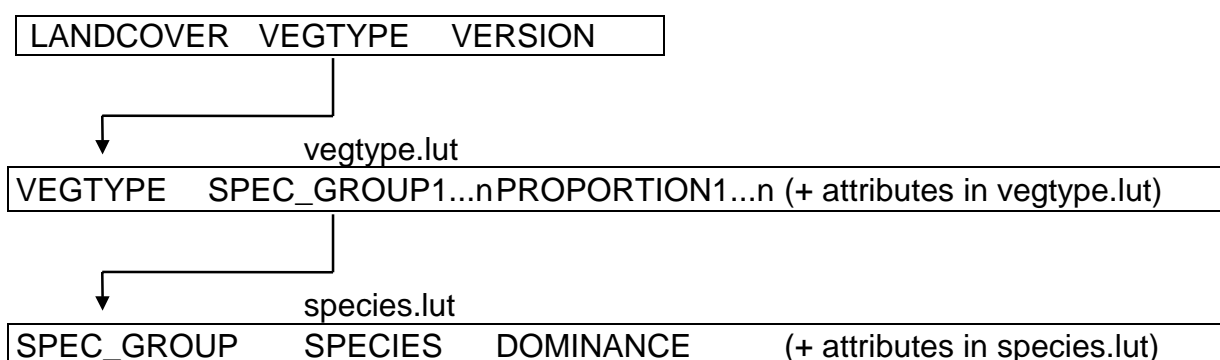 LANDCOVER VEGTYPE VERSION
vegtype.lut
VEGTYPE SPEC_GROUP1...nPROPORTION1...n (+ attributes in vegtype.lut)
species.lut
SPEC_GROUP SPECIES DOMINANCE (+ attributes in species.lut)